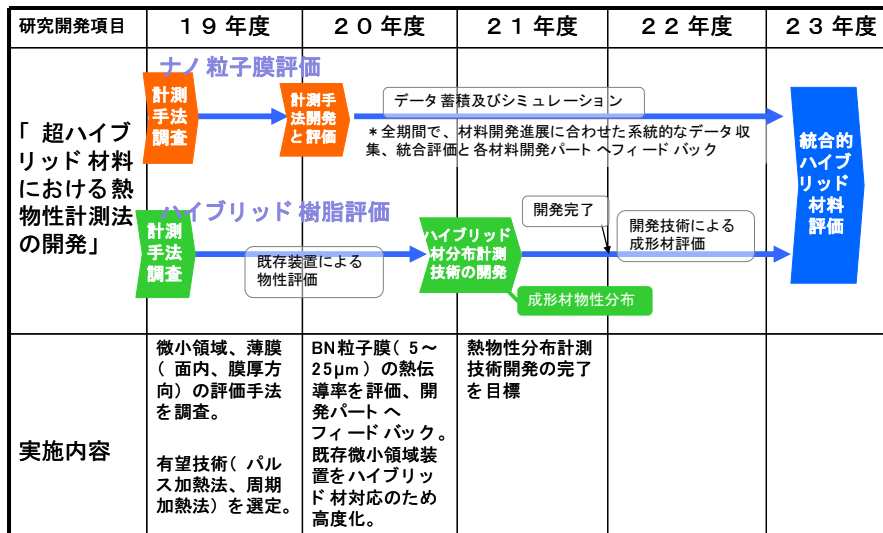 研究開発項目
19年度
20年度
21年度
22年度
23年度
「超ハイブ
リッド材料
における熱
物性計測法
の開発」
ナノ粒子膜評価
計測
手法
調査
計測手
法開発
と評価
データ蓄積及びシミュレーション
*全期間で、材料開発進展に合わせた系統的なデータ収
集、統合評価と各材料開発パートへフィードバック
ハイブリッド樹脂評価
計測
手法
調査
既存装置による
物性評価
ハイブリッド
材分布計測
技術の開発
成形材物性分布
開発完了
開発技術による
成形材評価
統合的
ハイブ
リッド
材料
評価
実施内容
微小領域、薄膜
(面内、膜厚方
向)の評価手法
を調査。
有望技術(パル
ス加熱法、周期
加熱法)を選定。
BN粒子膜(5~
25μm)の熱伝
導率を評価、開
発パートへ
フィードバック。
既存微小領域装
置をハイブリッ
ド材対応のため
高度化。
熱物性分布計測
技術開発の完了
を目標